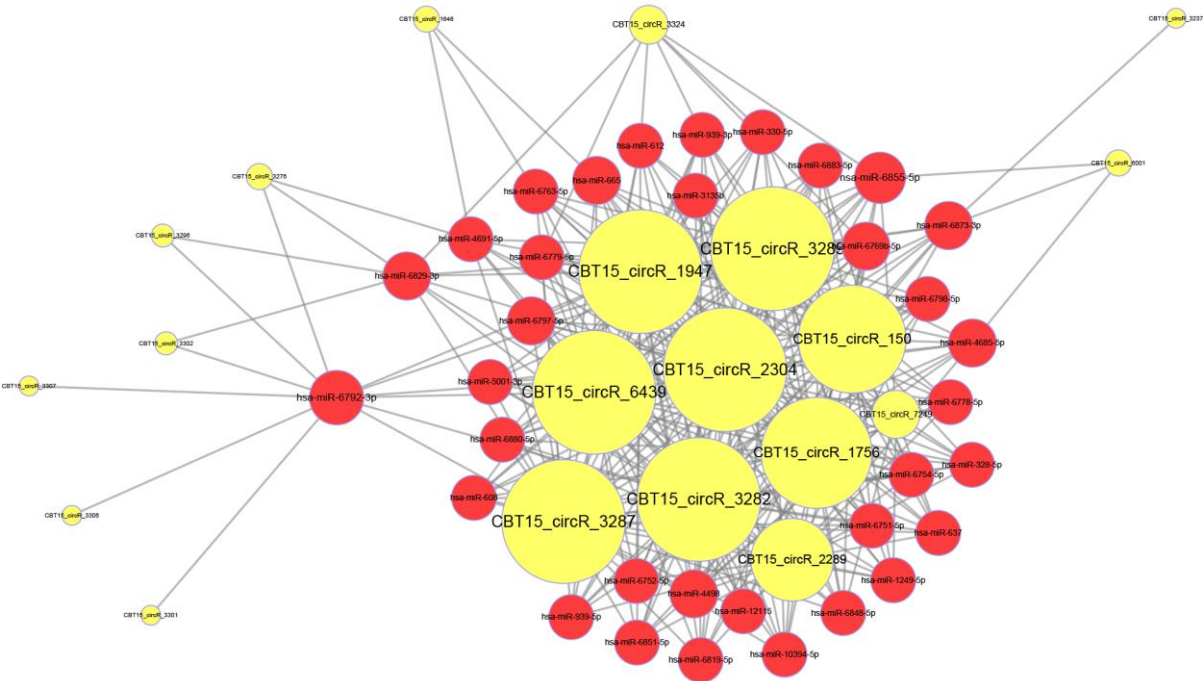 CBT15_circR_3237
CBT15_circR_1846
CBT15_circR_3324
hsa-miR-939-3p
hsa-miR-330-5p
hsa-miR-612
CBT15_circR_6001
hsa-miR-6883-5p
CBT15_circR_3276
hsa-miR-6855-5p
hsa-miR-665
hsa-miR-6763-5p
hsa-miR-3135b
hsa-miR-6873-3p
CBT15_circR_3298
hsa-miR-4691-5p
hsa-miR-6769b-5p
CBT15_circR_328
hsa-miR-6779-5p
CBT15_circR_1947
hsa-miR-6829-3p
hsa-miR-6798-5p
hsa-miR-6797-5p
CBT15_circR_150
CBT15_circR_3302
hsa-miR-4685-5p
CBT15_circR_2304
CBT15_circR_3307
hsa-miR-5001-3p
CBT15_circR_6439
hsa-miR-6792-3p
hsa-miR-6778-5p
CBT15_circR_7249
hsa-miR-6880-5p
CBT15_circR_1756
hsa-miR-328-5p
hsa-miR-6754-5p
hsa-miR-608
CBT15_circR_3282
CBT15_circR_3308
CBT15_circR_3287
hsa-miR-6751-5p
hsa-miR-637
CBT15_circR_2289
hsa-miR-6752-5p
hsa-miR-1249-5p
hsa-miR-4498
hsa-miR-12115
hsa-miR-6848-5p
CBT15_circR_3301
hsa-miR-939-5p
hsa-miR-6851-5p
hsa-miR-10394-5p
hsa-miR-6819-5p